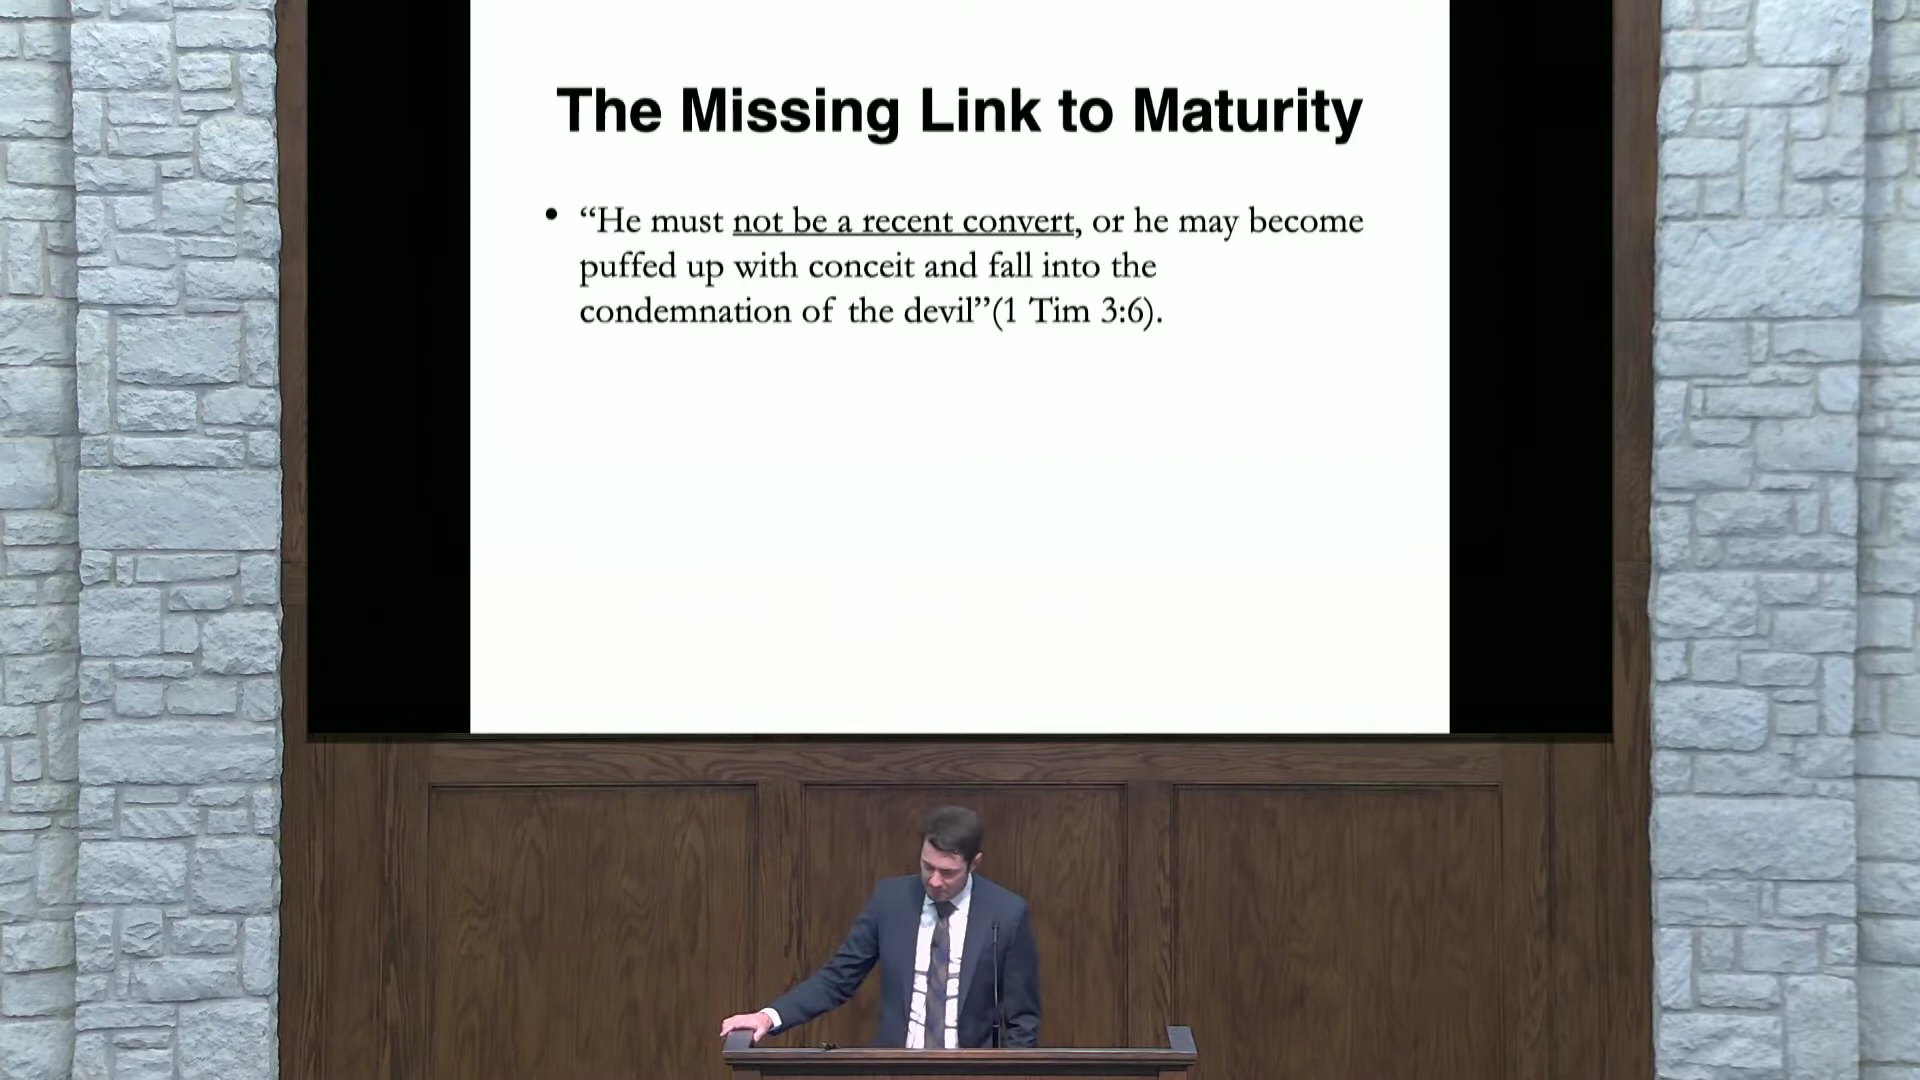 The Missing Link to Maturity
• “He must not be a recent convert, or he may become
puffed up with conceit and fall into the
condemnation of the devil”(1 Tim 3:6).